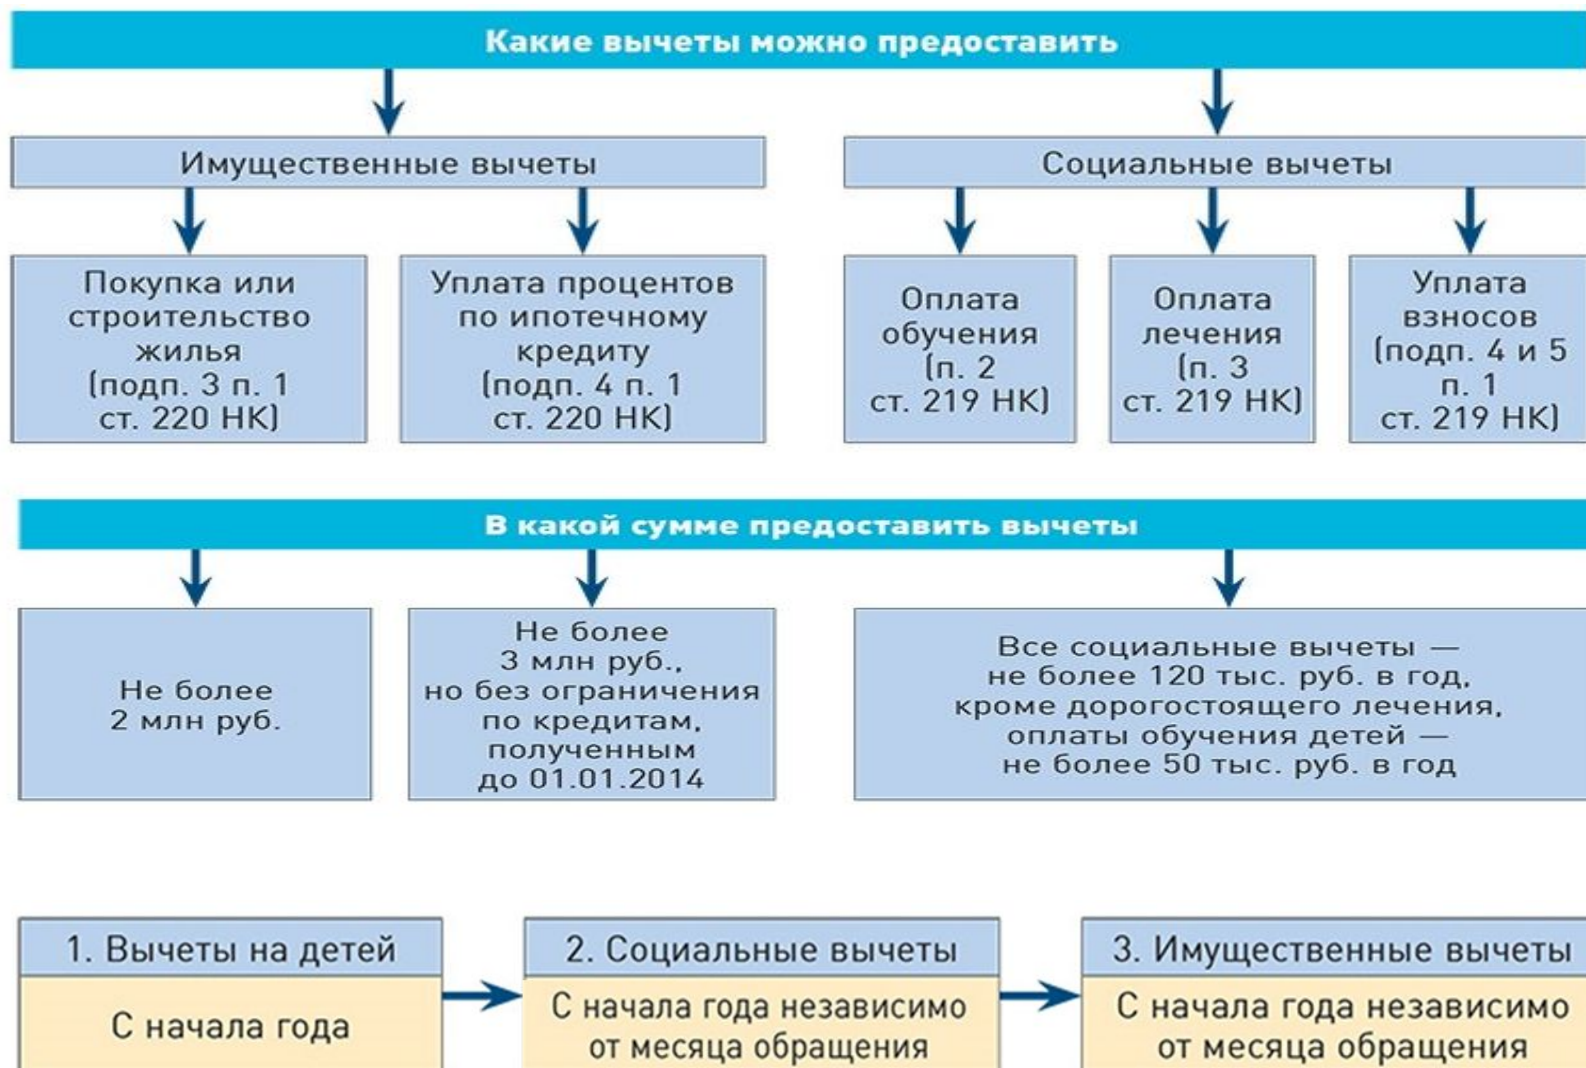 Какие вычеты можно предоставить
Имущественные вычеты
Социальные вычеты
Покупка или
строительство
жилья
(подп. 3 п. 1
ст. 220 НК)
Уплата процентов
по ипотечному
кредиту
(подп. 4 п. 1
ст. 220 НК)
Оплата
обучения
(п. 2
ст. 219 НК)
Оплата
лечения
(п. 3
ст. 219 НК)
Уплата
взносов
(подп. 4 и 5
п. 1
ст. 219 НК)
В какой сумме предоставить вычеты
Не более
2 млн руб.
Не более
3 млн руб.,
но без ограничения
по кредитам,
полученным
до 01.01.2014
Все социальные вычеты —
не более 120 тыс. руб. в год,
кроме дорогостоящего лечения,
оплаты обучения детей —
не более 50 тыс. руб. в год
1. Вычеты на детей
С начала года
2. Социальные вычеты
С начала года независимо
от месяца обращения
3. Имущественные вычеты
С начала года независимо
от месяца обращения